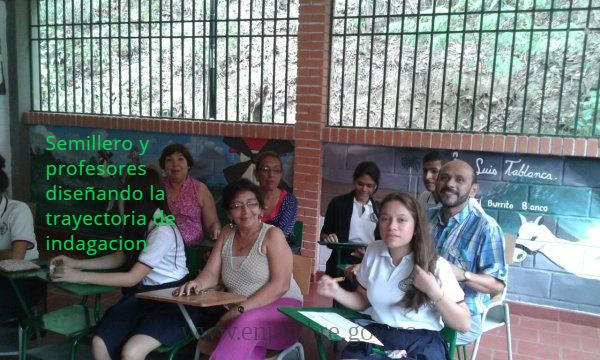 Semillero y
profesores
diseñando la
trayectoria de
indagacion
Luis Tablanca.
Burrito Blanco